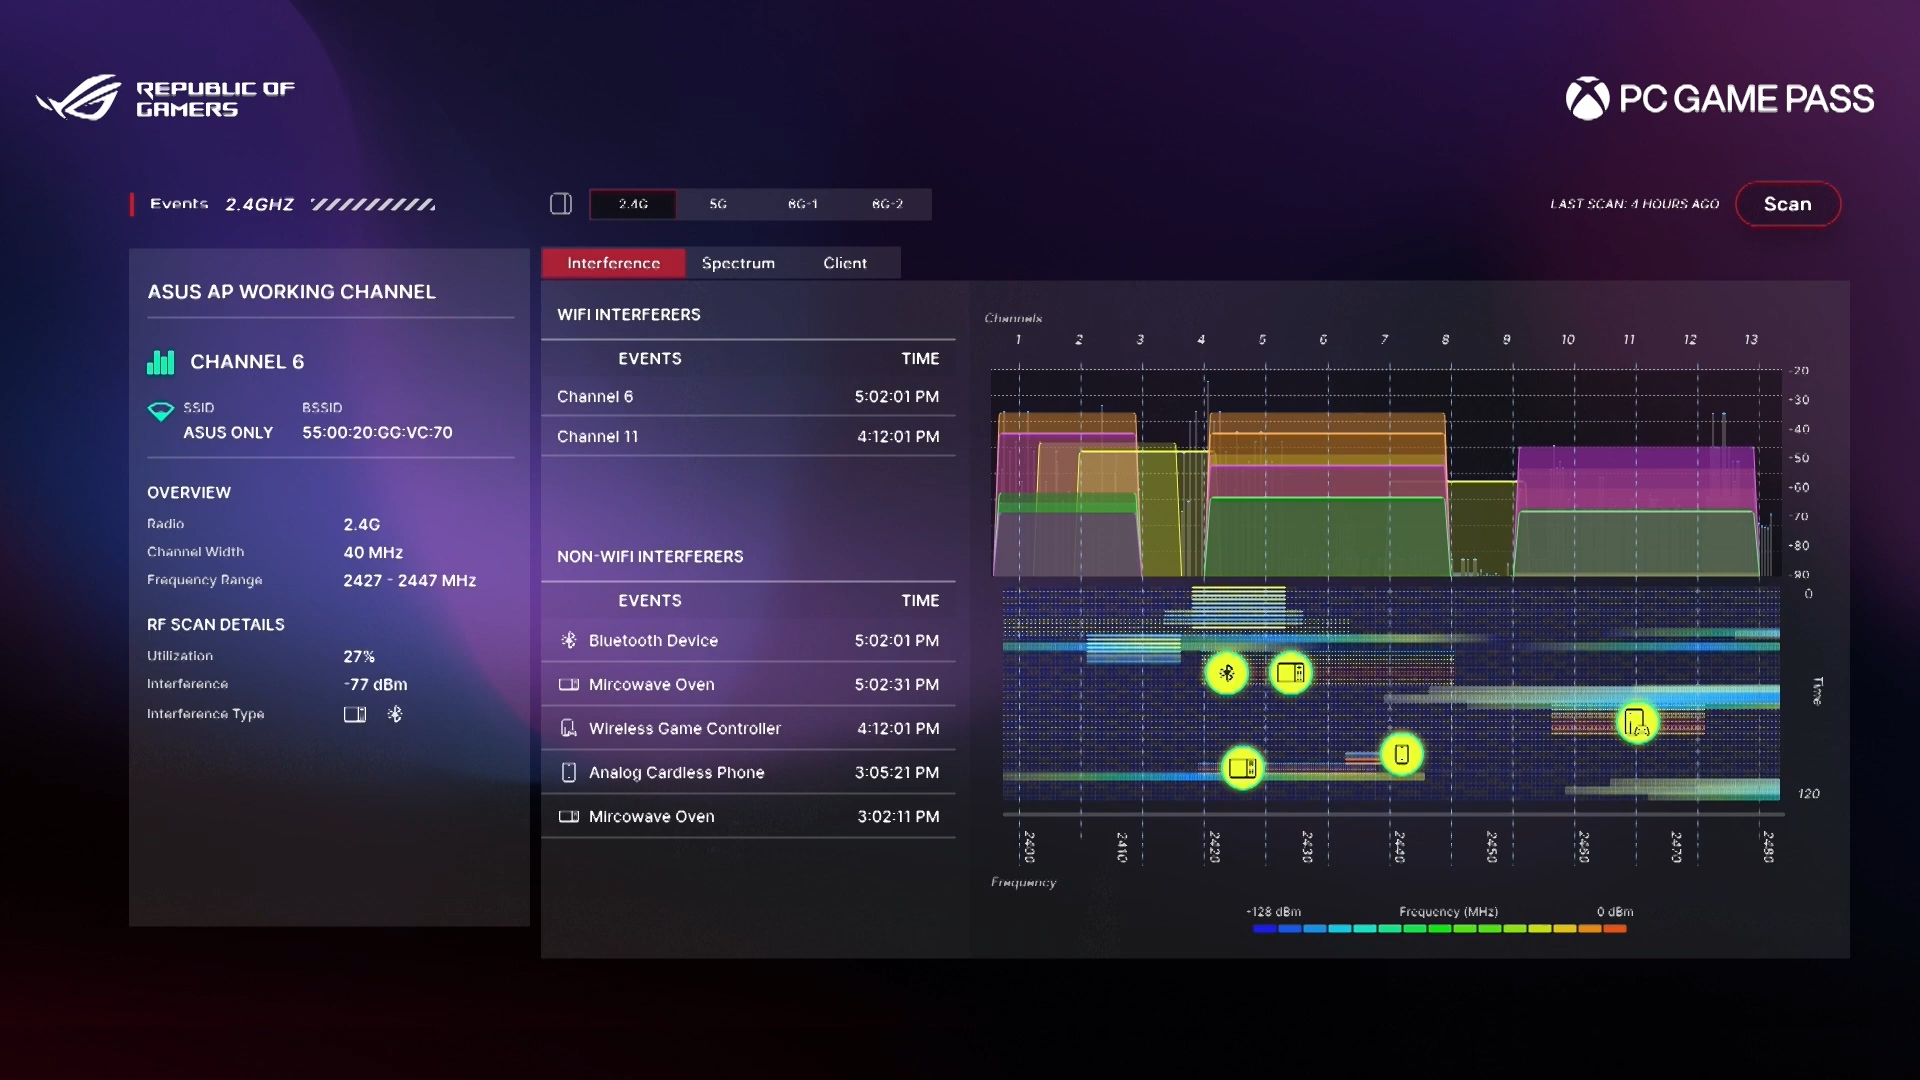 REPUBLIC OF
GAMERS
PC GAME PASS
Events 2.4GHZ
2.4G 5G 6G-1 6G-2
LAST SCAN: 4 HOURS AGO
Scan
Interference Spectrum Client
ASUS AP WORKING CHANNEL
CHANNEL 6
SSID BSSID
ASUS ONLY 55:00:20:GG:VC:70
OVERVIEW
Radio 2.4G
Channel Width 40 MHz
Frequency Range 2427 - 2447 MHz
RF SCAN DETAILS
Utilization 27%
Interference -77 dBm
Interference Type
WIFI INTERFERERS
EVENTS TIME
Channel 6 5:02:01 PM
Channel 11 4:12:01 PM
NON-WIFI INTERFERERS
EVENTS TIME
Bluetooth Device 5:02:01 PM
Mircowave Oven 5:02:31 PM
Wireless Game Controller 4:12:01 PM
Analog Cardless Phone 3:05:21 PM
Mircowave Oven 3:02:11 PM
Channels
1 2 3 4 5 6 7 8 9 10 11 12 13
-20
-30
-40
-50
-60
-70
-80
-90
0
Time
120
2400 2410 2420 2430 2440 2450 2460 2470 2480
Frequency
-128 dBm Frequency (MHz) 0 dBm